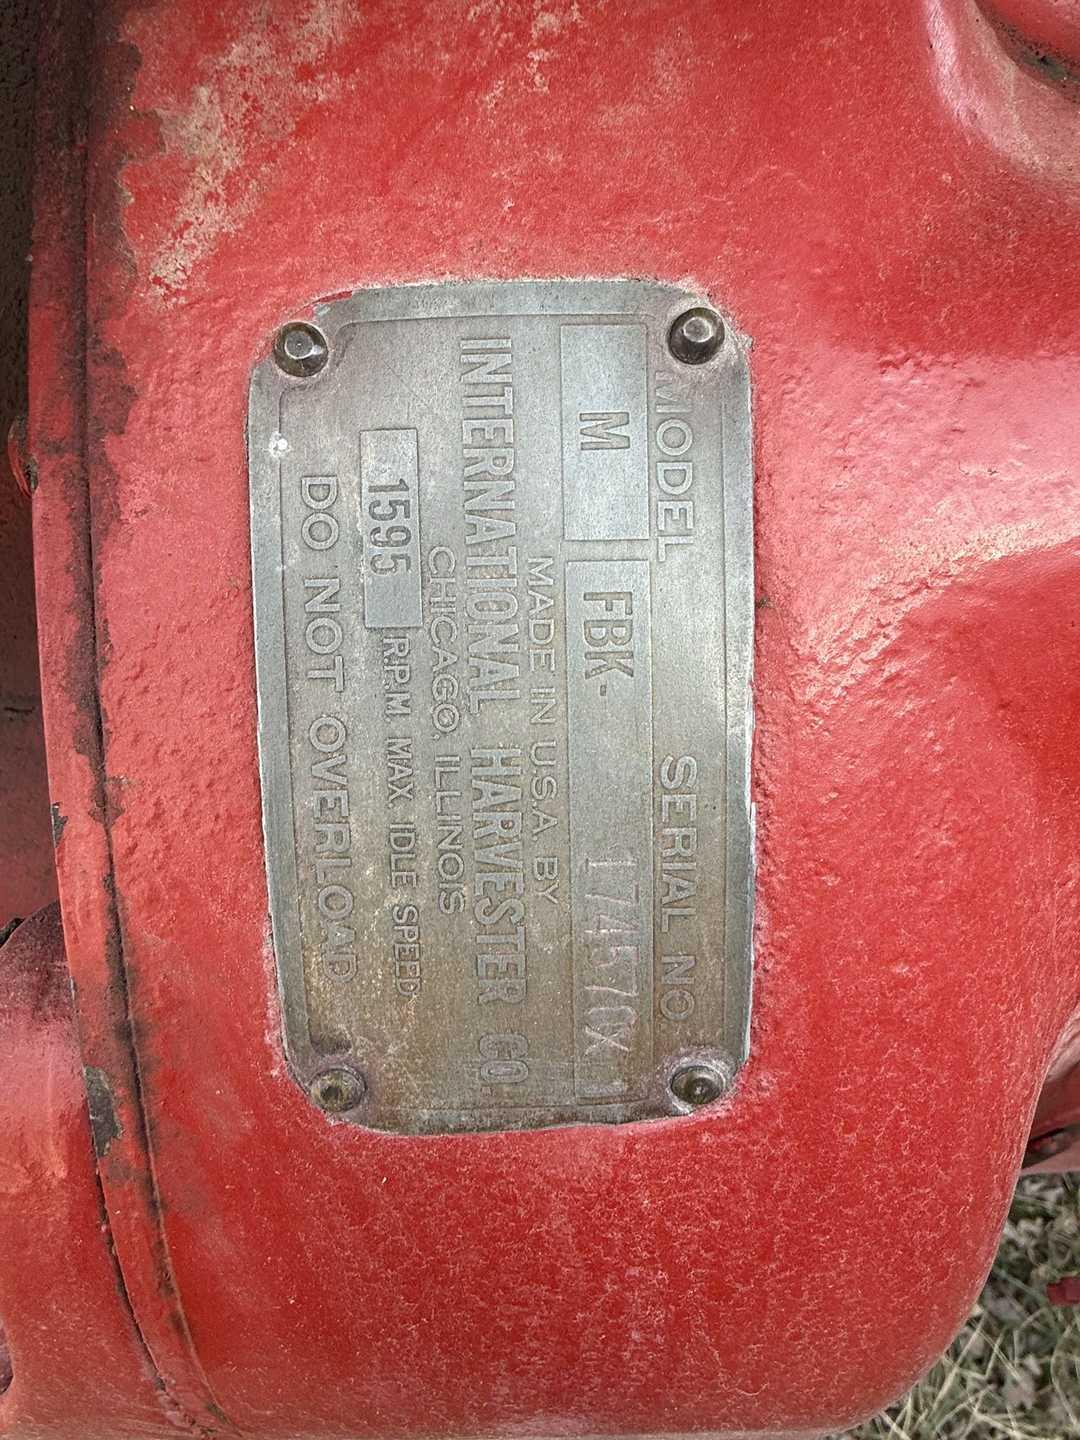 MODEL SERIAL NO
M FBK- 174570X1
MADE IN U.S.A. BY
INTERNATIONAL HARVESTER CO
CHICAGO, ILLINOIS
1595 R.P.M. MAX. IDLE SPEED
DO NOT OVERLOAD